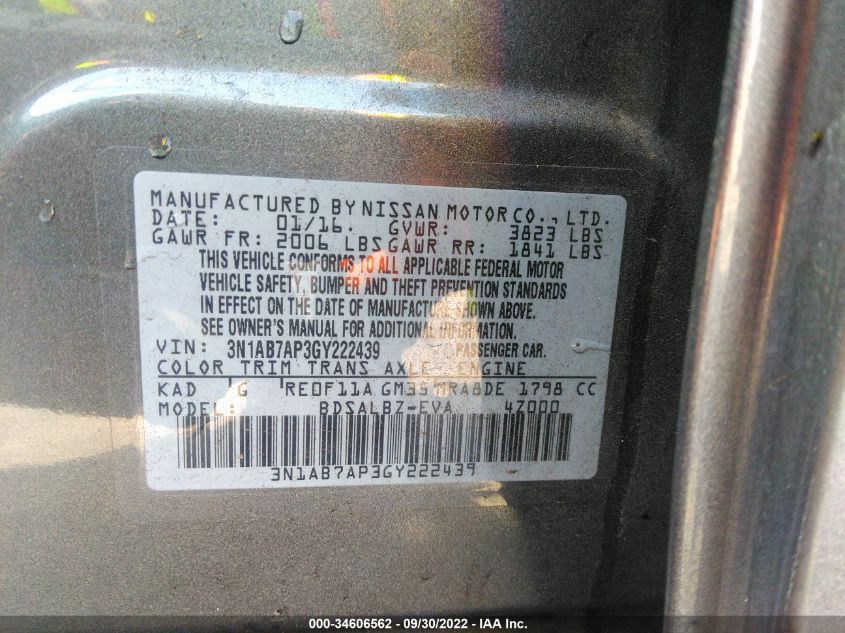 MANUFACTURED BY NISSAN MOTOR CO., LTD.
DATE: 01/16. GVWR: 3823 LBS
GAWR FR: 2006 LBS GAWR RR: 1841 LBS
THIS VEHICLE CONFORMS TO ALL APPLICABLE FEDERAL MOTOR
VEHICLE SAFETY, BUMPER AND THEFT PREVENTION STANDARDS
IN EFFECT ON THE DATE OF MANUFACTURE SHOWN ABOVE.
SEE OWNER'S MANUAL FOR ADDITIONAL INFORMATION.
VIN: 3N1AB7AP3GY222439 PASSENGER CAR.
COLOR TRIM TRANS AXLE ENGINE
KAD G RE0F11A GM35 MRA8DE 1798 CC
MODEL: BDSALBZ-EVA 4Z000
3N1AB7AP3GY222439
000-34606562 - 09/30/2022 - IAA Inc.